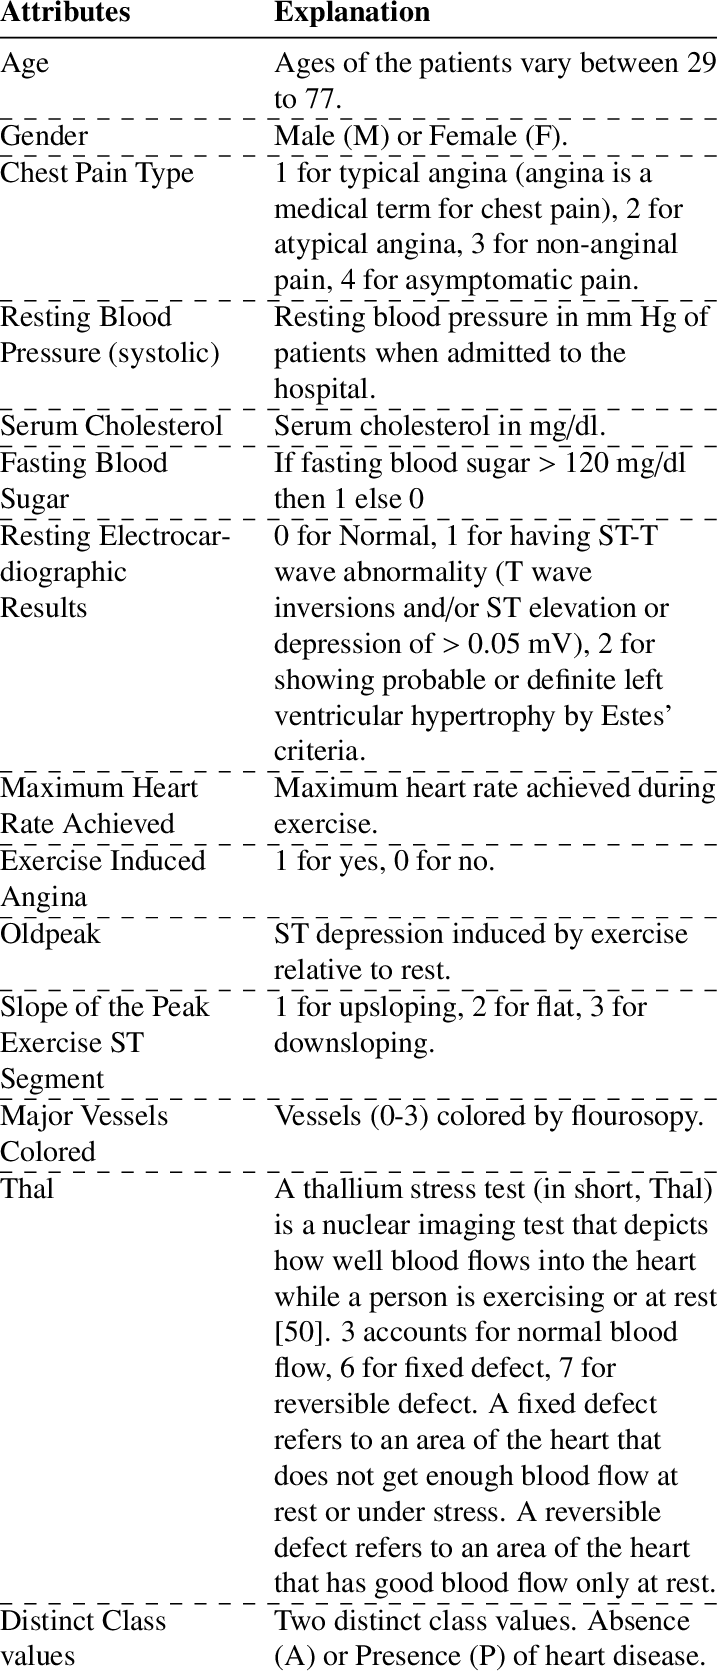 Attributes Explanation
Age Ages of the patients vary between 29
to 77.
Gender Male (M) or Female (F).
Chest Pain Type 1 for typical angina (angina is a
medical term for chest pain), 2 for
atypical angina, 3 for non-anginal
pain, 4 for asymptomatic pain.
Resting Blood Resting blood pressure in mm Hg of
Pressure (systolic) patients when admitted to the
hospital.
Serum Cholesterol Serum cholesterol in mg/dl.
Fasting Blood If fasting blood sugar > 120 mg/dl
Sugar then 1 else 0
Resting Electrocar- 0 for Normal, 1 for having ST-T
diographic wave abnormality (T wave
Results inversions and/or ST elevation or
depression of > 0.05 mV), 2 for
showing probable or definite left
ventricular hypertrophy by Estes’
criteria.
Maximum Heart Maximum heart rate achieved during
Rate Achieved exercise.
Exercise Induced 1 for yes, 0 for no.
Angina
Oldpeak ST depression induced by exercise
relative to rest.
Slope of the Peak 1 for upsloping, 2 for flat, 3 for
Exercise ST downsloping.
Segment
Major Vessels Vessels (0-3) colored by flourosopy.
Colored
Thal A thallium stress test (in short, Thal)
is a nuclear imaging test that depicts
how well blood flows into the heart
while a person is exercising or at rest
[50]. 3 accounts for normal blood
flow, 6 for fixed defect, 7 for
reversible defect. A fixed defect
refers to an area of the heart that
does not get enough blood flow at
rest or under stress. A reversible
defect refers to an area of the heart
that has good blood flow only at rest.
Distinct Class Two distinct class values. Absence
values (A) or Presence (P) of heart disease.